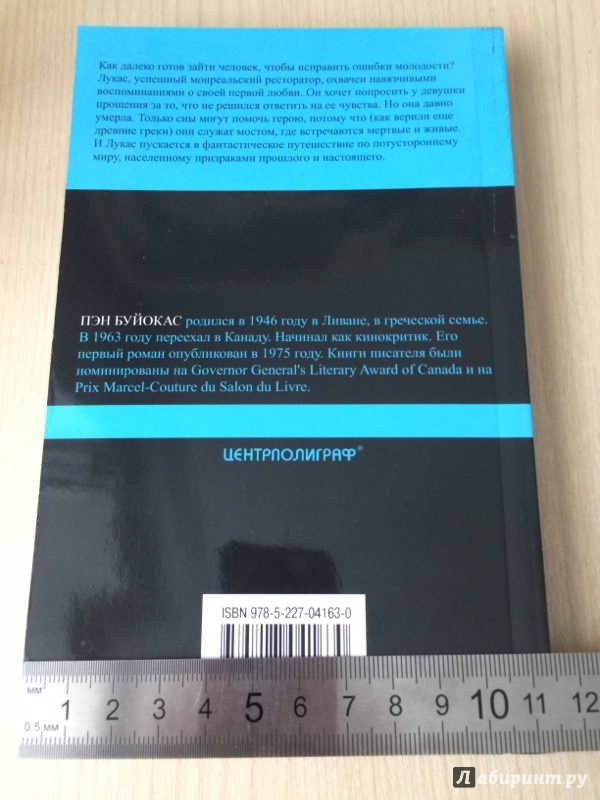 Как далеко готов зайти человек, чтобы исправить ошибки молодости?
Лукас, успешный монреальский ресторатор, охвачен навязчивыми
воспоминаниями о своей первой любви. Он хочет попросить у девушки
прощения за то, что не решился ответить на ее чувства. Но она давно
умерла. Только сны могут помочь герою, потому что (как верили еще
древние греки) они служат мостом, где встречаются мертвые и живые.
И Лукас пускается в фантастическое путешествие по потустороннему
миру, населенному призраками прошлого и настоящего.
ПЭН БУЙОКАС родился в 1946 году в Ливане, в греческой семье.
В 1963 году переехал в Канаду. Начинал как кинокритик. Его
первый роман опубликован в 1975 году. Книги писателя были
номинированы на Governor General's Literary Award of Canada и на
Prix Marcel-Couture du Salon du Livre.
ЦЕНТРПОЛИГРАФ®
ISBN 978-5-227-04163-0
мм
1 2 3 4 5 6 7 8 9 10 11 12
0.5 мм
Лабиринт.ру